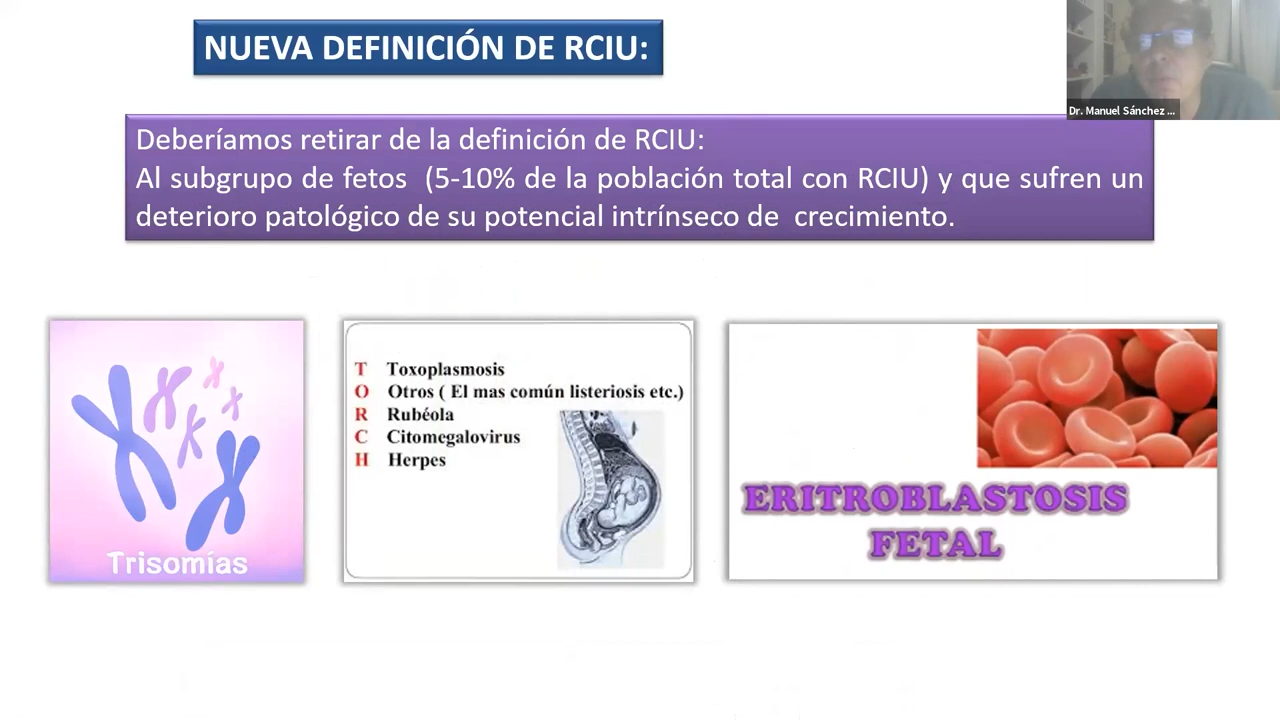 NUEVA DEFINICIÓN DE RCIU:
Dr. Manuel Sánchez ...
Deberíamos retirar de la definición de RCIU:
Al subgrupo de fetos (5-10% de la población total con RCIU) y que sufren un
deterioro patológico de su potencial intrínseco de crecimiento.
Trisomías
T Toxoplasmosis
O Otros ( El mas común listeriosis etc.)
R Rubéola
C Citomegalovirus
H Herpes
ERITROBLASTOSIS
FETAL